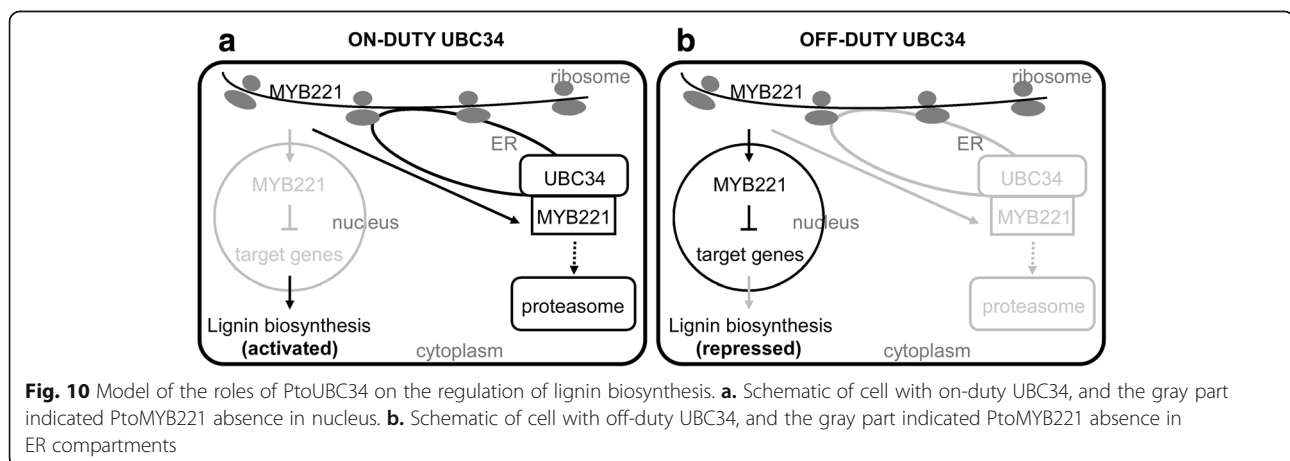 a
ON-DUTY UBC34
ribosome
MYB221
ER
UBC34
MYB221
MYB221
nucleus
target genes
proteasome
Lignin biosynthesis
(activated)
cytoplasm
b
OFF-DUTY UBC34
ribosome
MYB221
ER
UBC34
MYB221
MYB221
nucleus
target genes
proteasome
Lignin biosynthesis
(repressed)
cytoplasm
Fig. 10 Model of the roles of PtoUBC34 on the regulation of lignin biosynthesis. a. Schematic of cell with on-duty UBC34, and the gray part
indicated PtoMYB221 absence in nucleus. b. Schematic of cell with off-duty UBC34, and the gray part indicated PtoMYB221 absence in
ER compartments